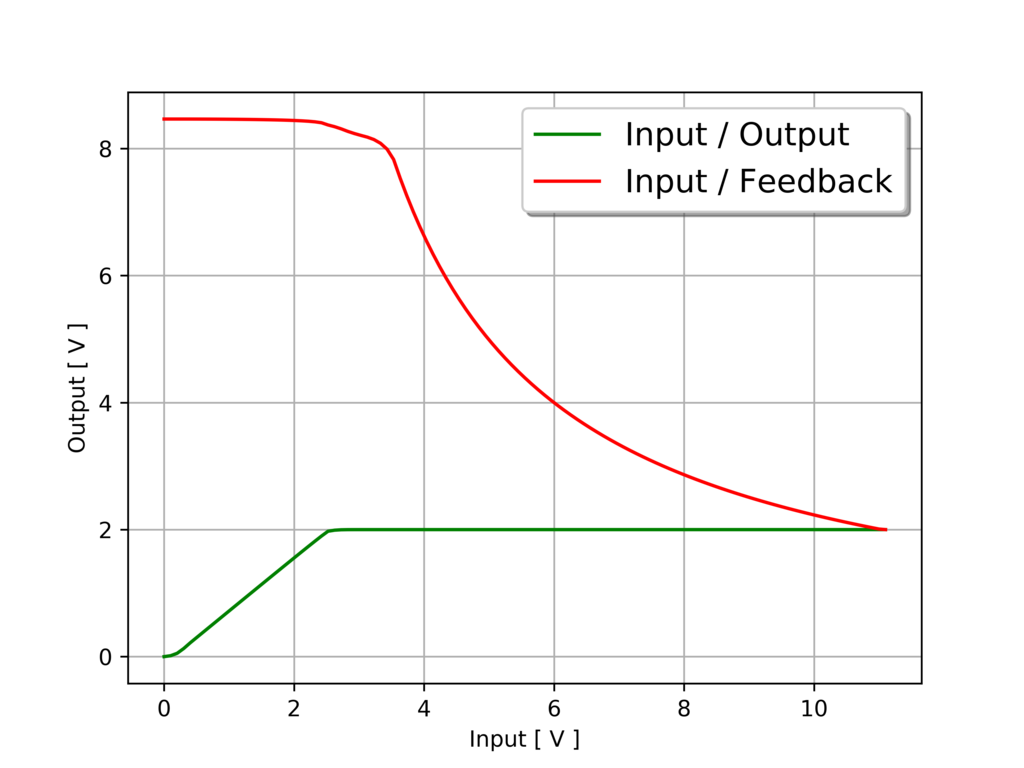 Input / Output
Input / Feedback
8
6
4
2
0
Output [ V ]
0 2 4 6 8 10
Input [ V ]